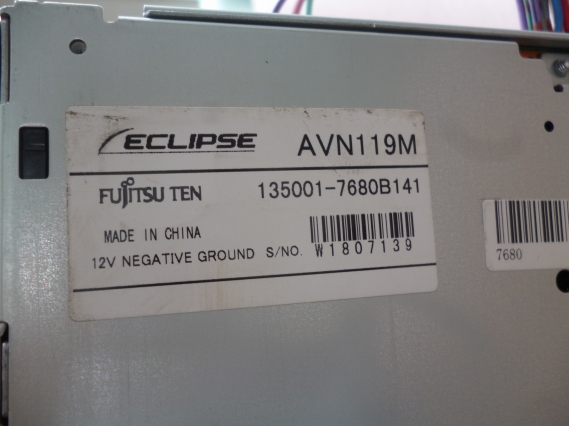 ECLIPSE AVN119M
FUJITSU TEN 135001-7680B141
MADE IN CHINA
12V NEGATIVE GROUND S/NO. W1807139
7680